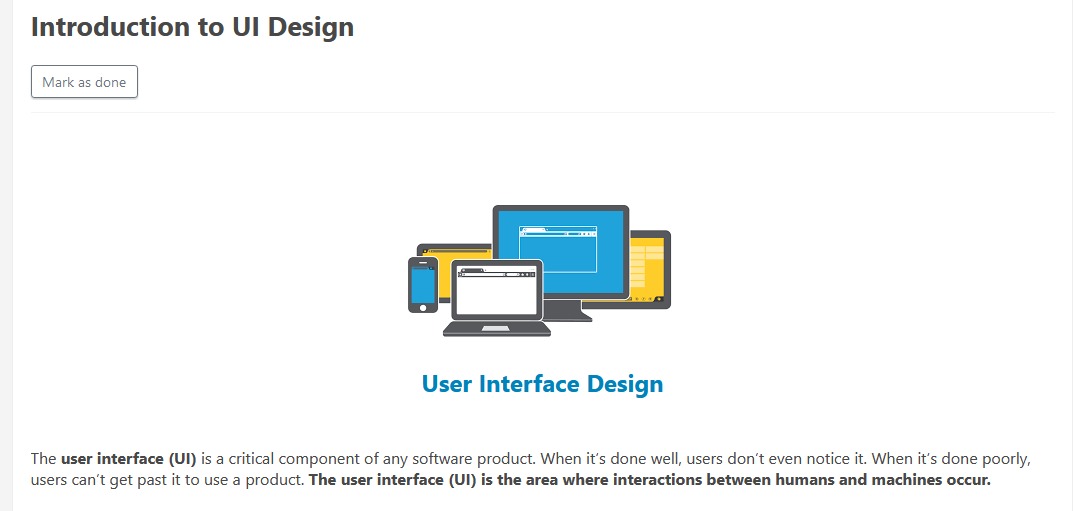 Introduction to UI Design
Mark as done
User Interface Design
The user interface (UI) is a critical component of any software product. When it’s done well, users don’t even notice it. When it’s done poorly,
users can’t get past it to use a product. The user interface (UI) is the area where interactions between humans and machines occur.